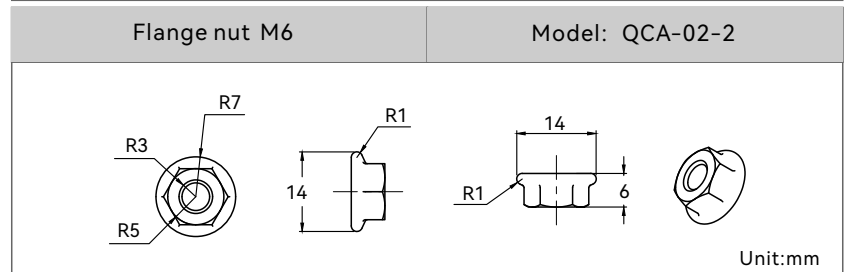 Flange nut M6
Model: QCA-02-2
R7
R3
R5
R1
14
14
R1
6
Unit:mm